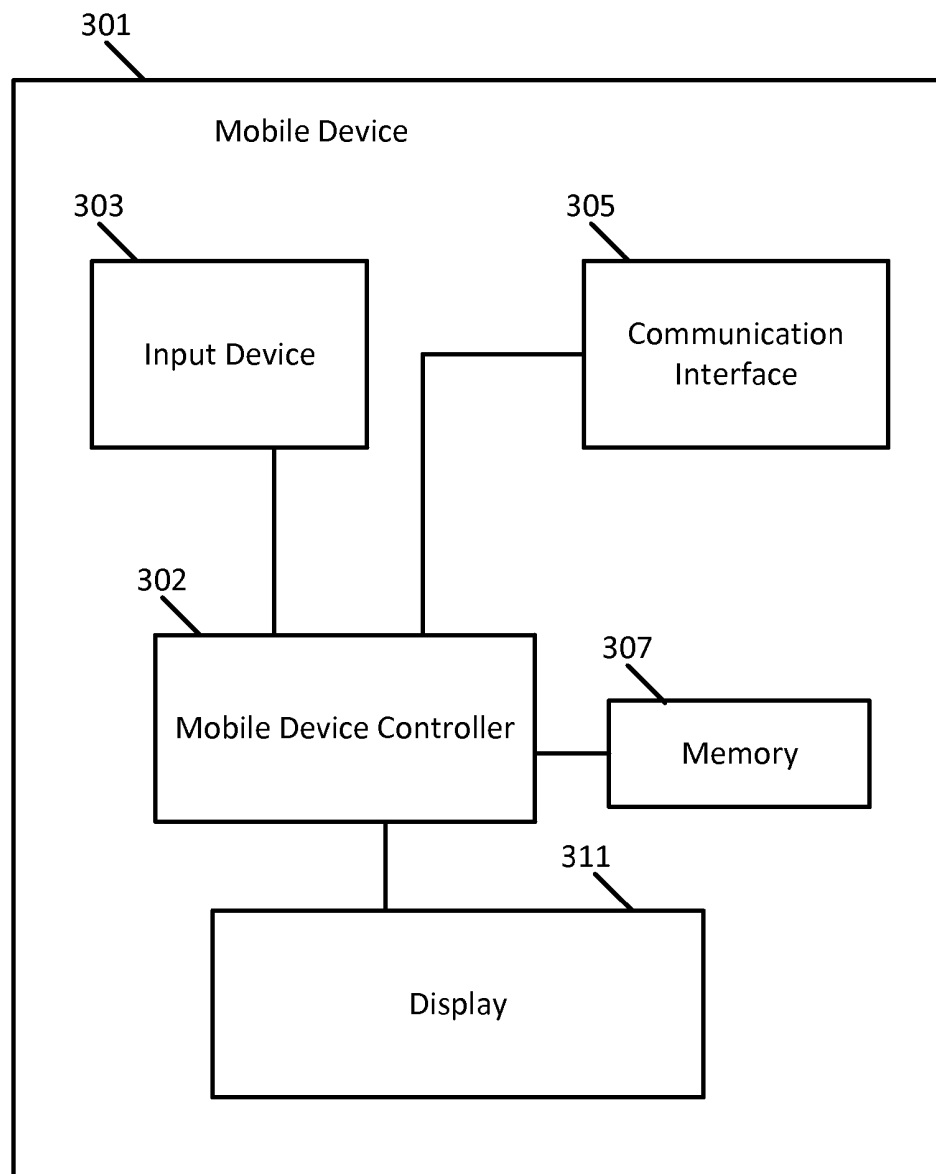 301
Mobile Device
303
305
Input Device
Communication
Interface
302
307
Mobile Device Controller
Memory
311
Display